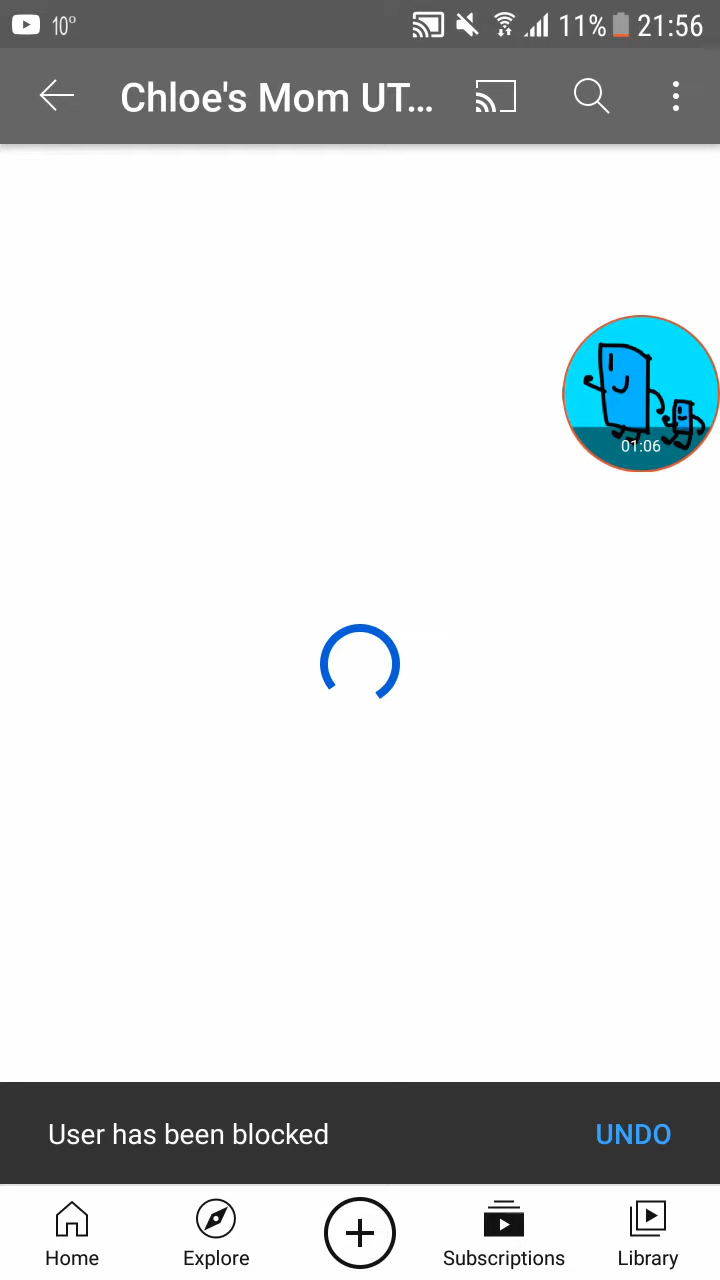 10° 11% 21:56
Chloe's Mom UT...
01:06
User has been blocked UNDO
Home Explore Subscriptions Library